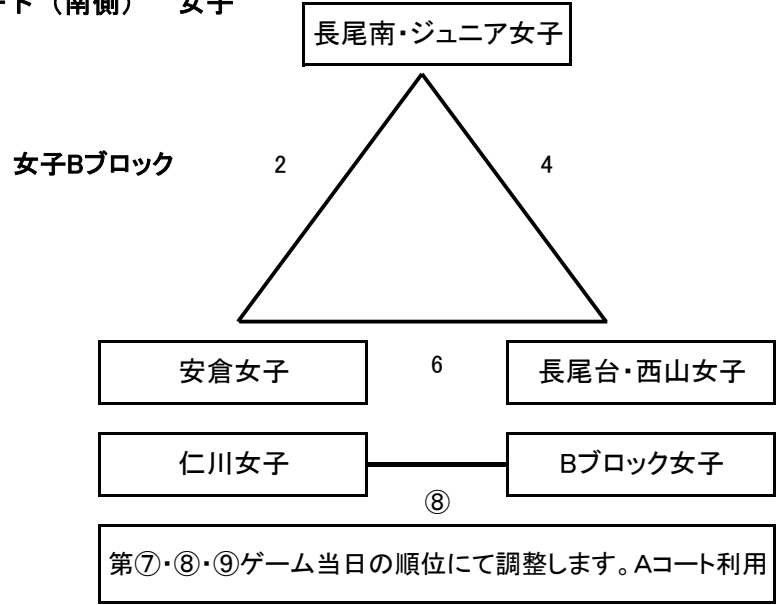 ート（南側）　女子
長尾南・ジュニア女子
女子Bブロック
2
4
安倉女子
6
長尾台・西山女子
仁川女子
Bブロック女子
⑧
第⑦・⑧・⑨ゲーム当日の順位にて調整します。Aコート利用